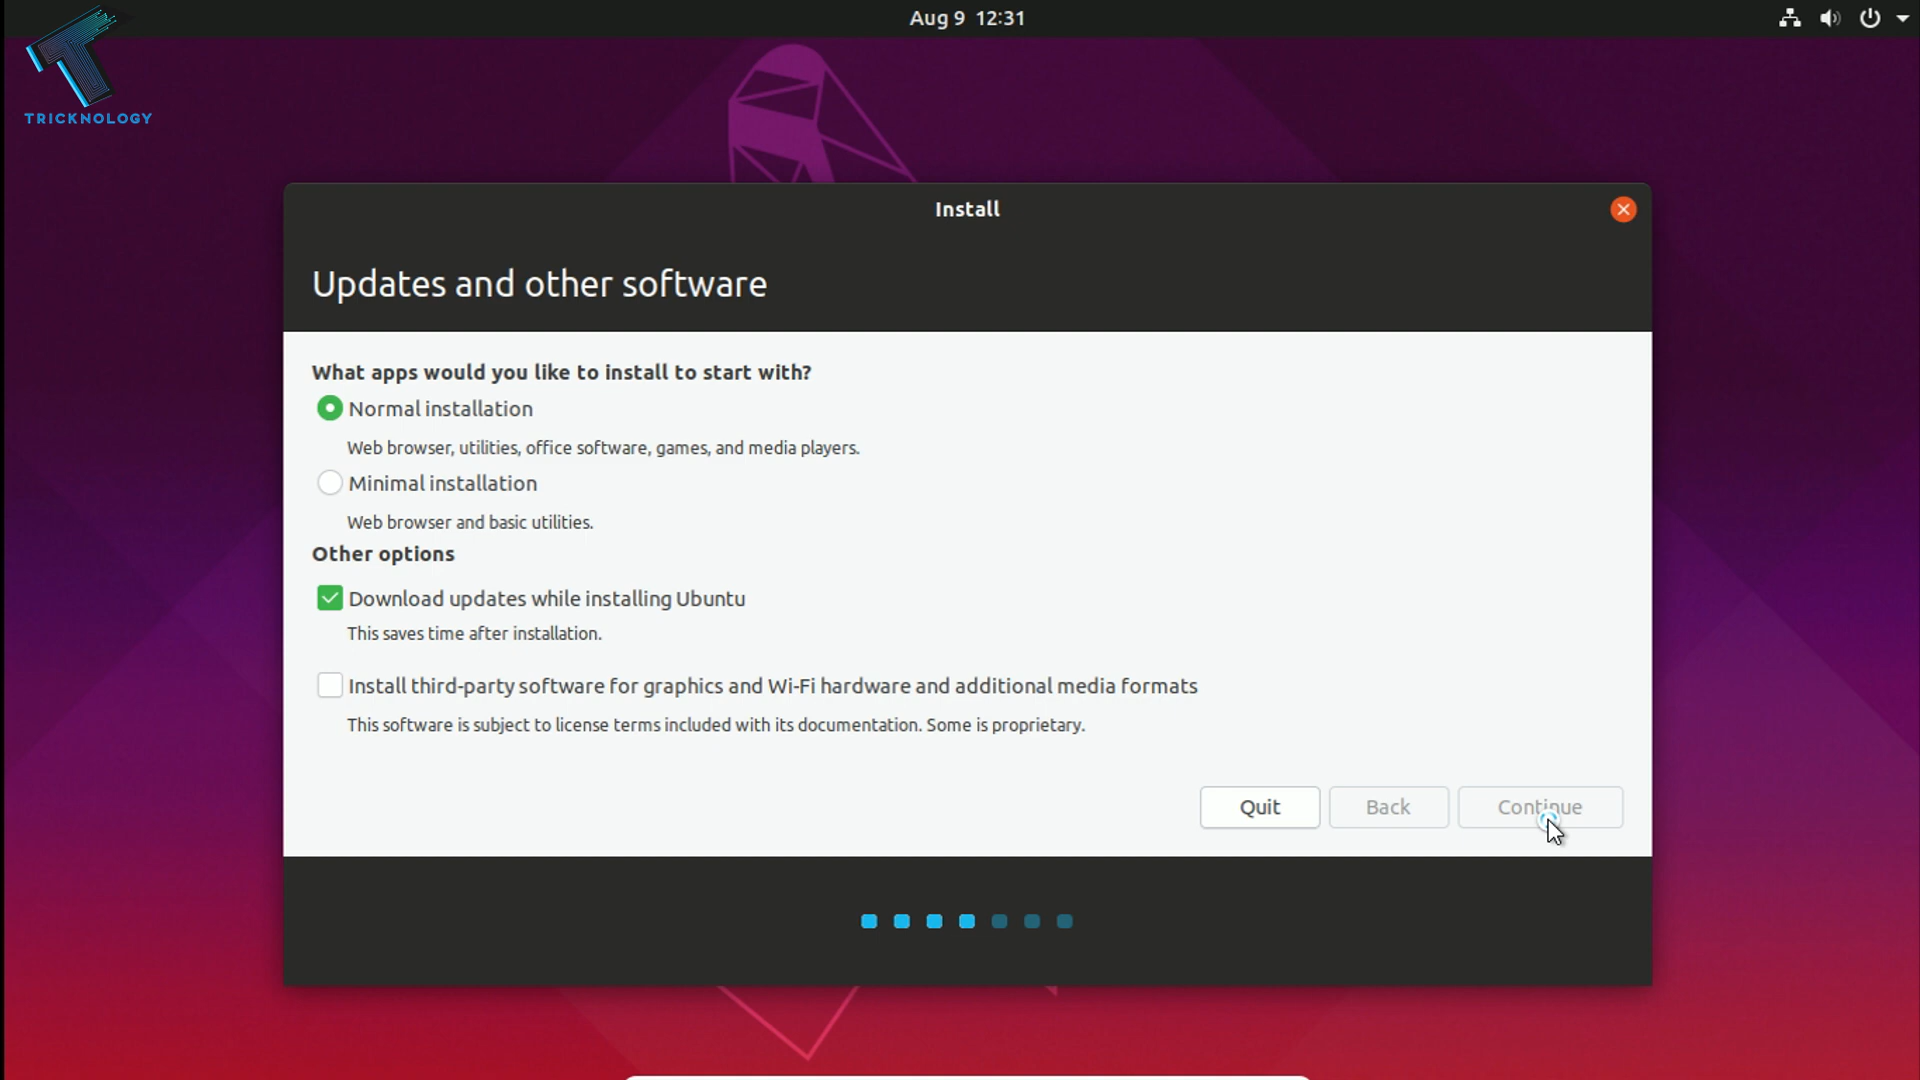 Aug 9 12:31
TRICKNOLOGY
Install
Updates and other software
What apps would you like to install to start with?
Normal installation
Web browser, utilities, office software, games, and media players.
Minimal installation
Web browser and basic utilities.
Other options
Download updates while installing Ubuntu
This saves time after installation.
Install third-party software for graphics and Wi-Fi hardware and additional media formats
This software is subject to license terms included with its documentation. Some is proprietary.
Quit Back Continue